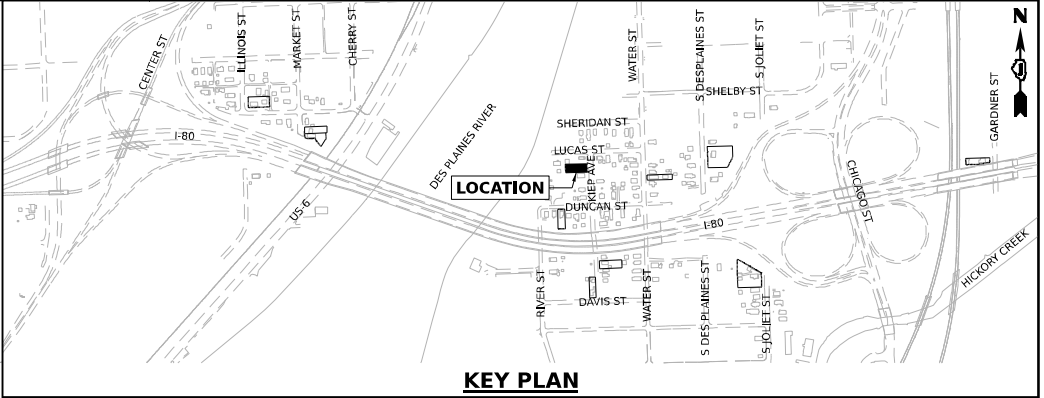 N
CENTER ST
ILLINOIS ST
MARKET ST
CHERRY ST
WATER ST
S DESPLAINES ST
S JOLIET ST
SHELBY ST
GARDNER ST
I-80
DES PLAINES RIVER
SHERIDAN ST
LUCAS ST
KIEF AVE
LOCATION
DUNCAN ST
US-6
I-80
CHICAGO ST
HICKORY CREEK
RIVER ST
DAVIS ST
WATER ST
S DES PLAINES ST
S JOLIET ST
KEY PLAN